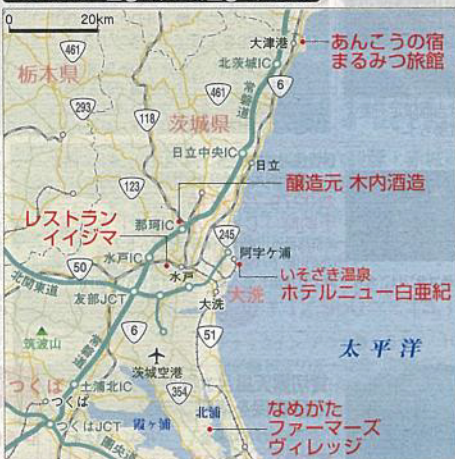 0 20km
大津港
あんこうの宿
まるみつ旅館
461
北茨城IC
栃木県
常磐道
6
293
461
118
茨城県
日立中央IC
日立
123
醸造元 木内酒造
レストラン
イイジマ
那珂IC
245
阿字ケ浦
水戸IC
50
水戸
いそざき温泉
ホテルニュー白亜紀
北関東道
友部JCT
大洗
大洗
6
51
筑波山
常磐道
太平洋
茨城空港
つくば
土浦北IC
354
つくば
なめがた
ファーマーズ
ヴィレッジ
つくばJCT
霞ヶ浦
北浦
圏央道